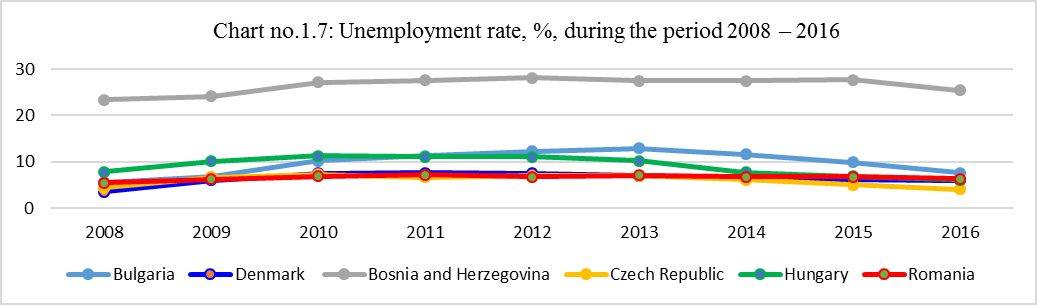 Chart no.1.7: Unemployment rate, %, during the period 2008 – 2016
30
20
10
0
2008 2009 2010 2011 2012 2013 2014 2015 2016
Bulgaria Denmark Bosnia and Herzegovina Czech Republic Hungary Romania